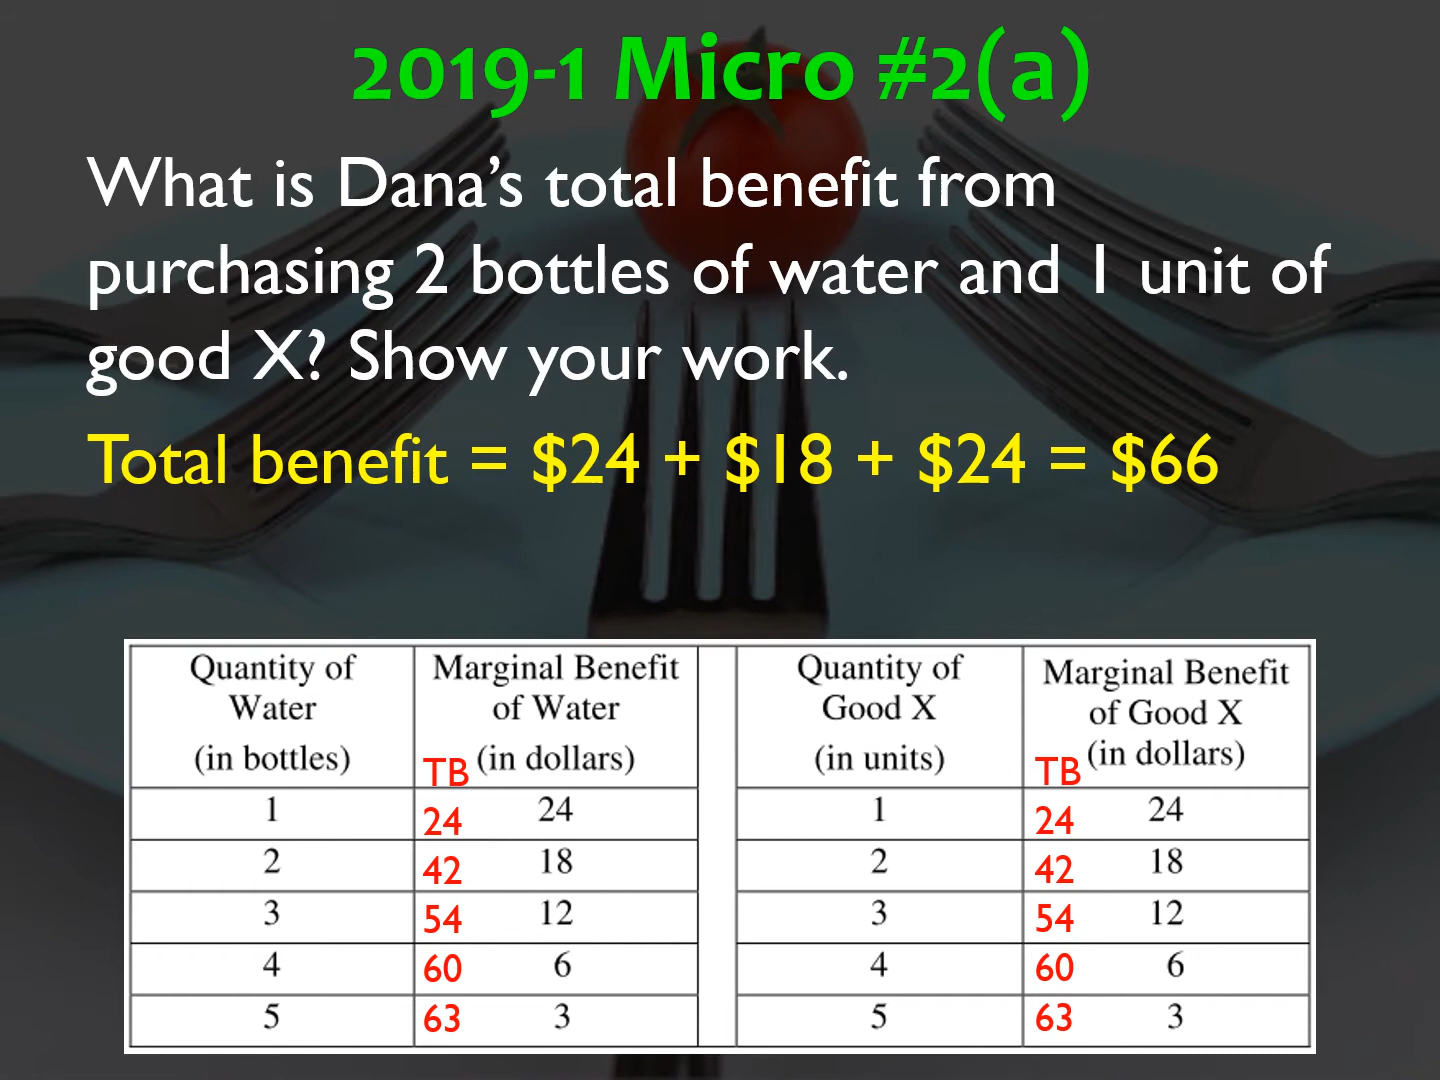 2019-1 Micro #2(a)
What is Dana's total benefit from
purchasing 2 bottles of water and 1 unit of
good X? Show your work.
Total benefit = $24 + $18 + $24 = $66
Quantity of Water (in bottles) TB Marginal Benefit of Water (in dollars) Quantity of Good X (in units) TB Marginal Benefit of Good X (in dollars)
1 24 24 1 24 24
2 42 18 2 42 18
3 54 12 3 54 12
4 60 6 4 60 6
5 63 3 5 63 3